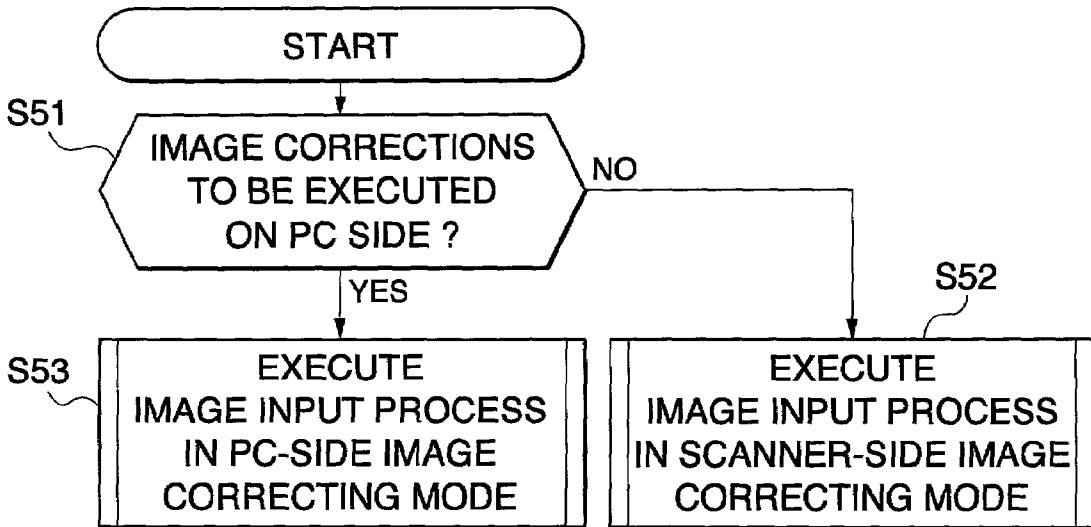 START
S51
IMAGE CORRECTIONS
TO BE EXECUTED
ON PC SIDE ?
NO
YES
S52
S53
EXECUTE
IMAGE INPUT PROCESS
IN PC-SIDE IMAGE
CORRECTING MODE
EXECUTE
IMAGE INPUT PROCESS
IN SCANNER-SIDE IMAGE
CORRECTING MODE